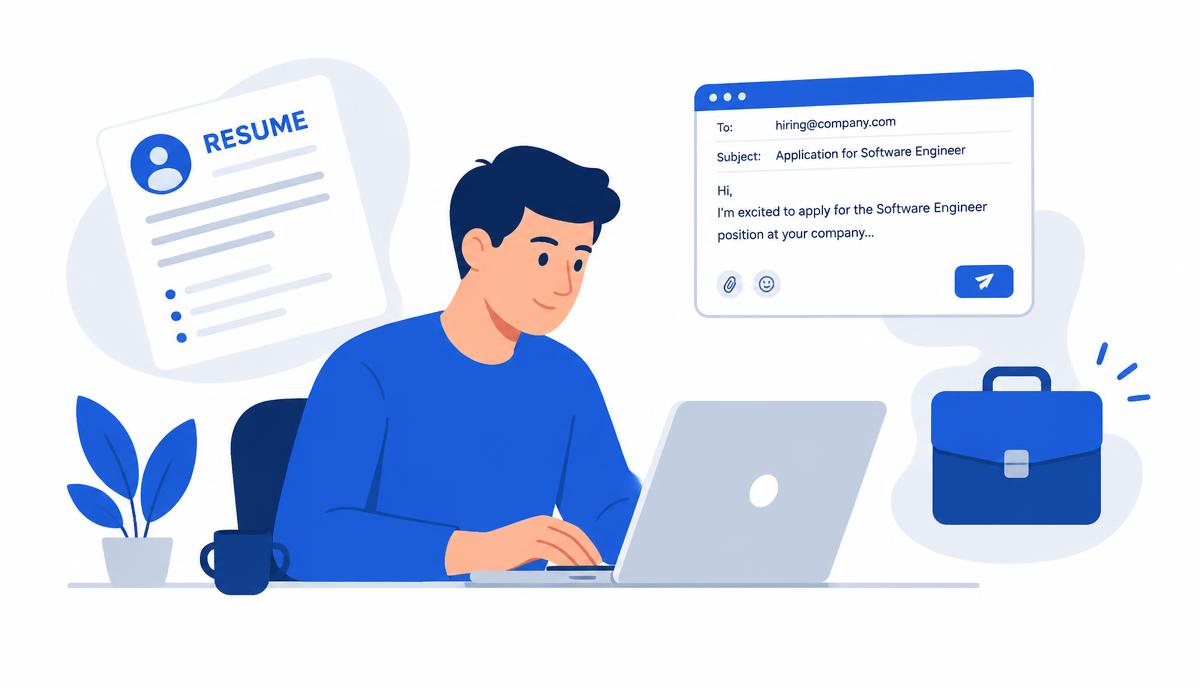 RESUME
To: hiring@company.com
Subject: Application for Software Engineer
Hi,
I'm excited to apply for the Software Engineer
position at your company...